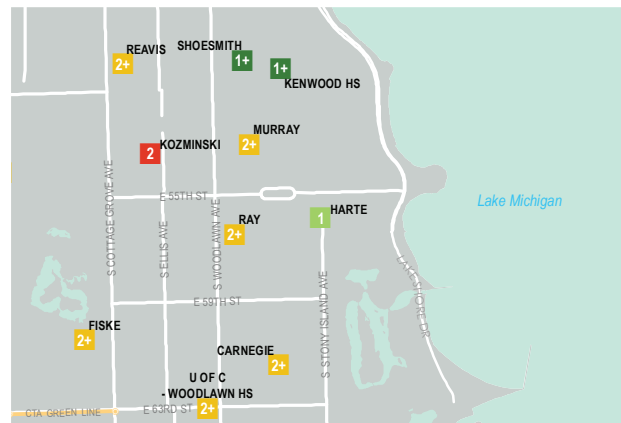 SHOESMITH
REAVIS
2+
1+
1+
KENWOOD HS
MURRAY
2+
KOZMINSKI
2
E 55TH ST
Lake Michigan
HARTE
1
RAY
2+
S COTTAGE GROVE AVE
S ELLIS AVE
S WOODLAWN AVE
S STONY ISLAND AVE
LAKE SHORE DR
E 59TH ST
FISKE
2+
CARNEGIE
2+
U OF C
- WOODLAWN HS
2+
CTA GREEN LINE
E 63RD ST